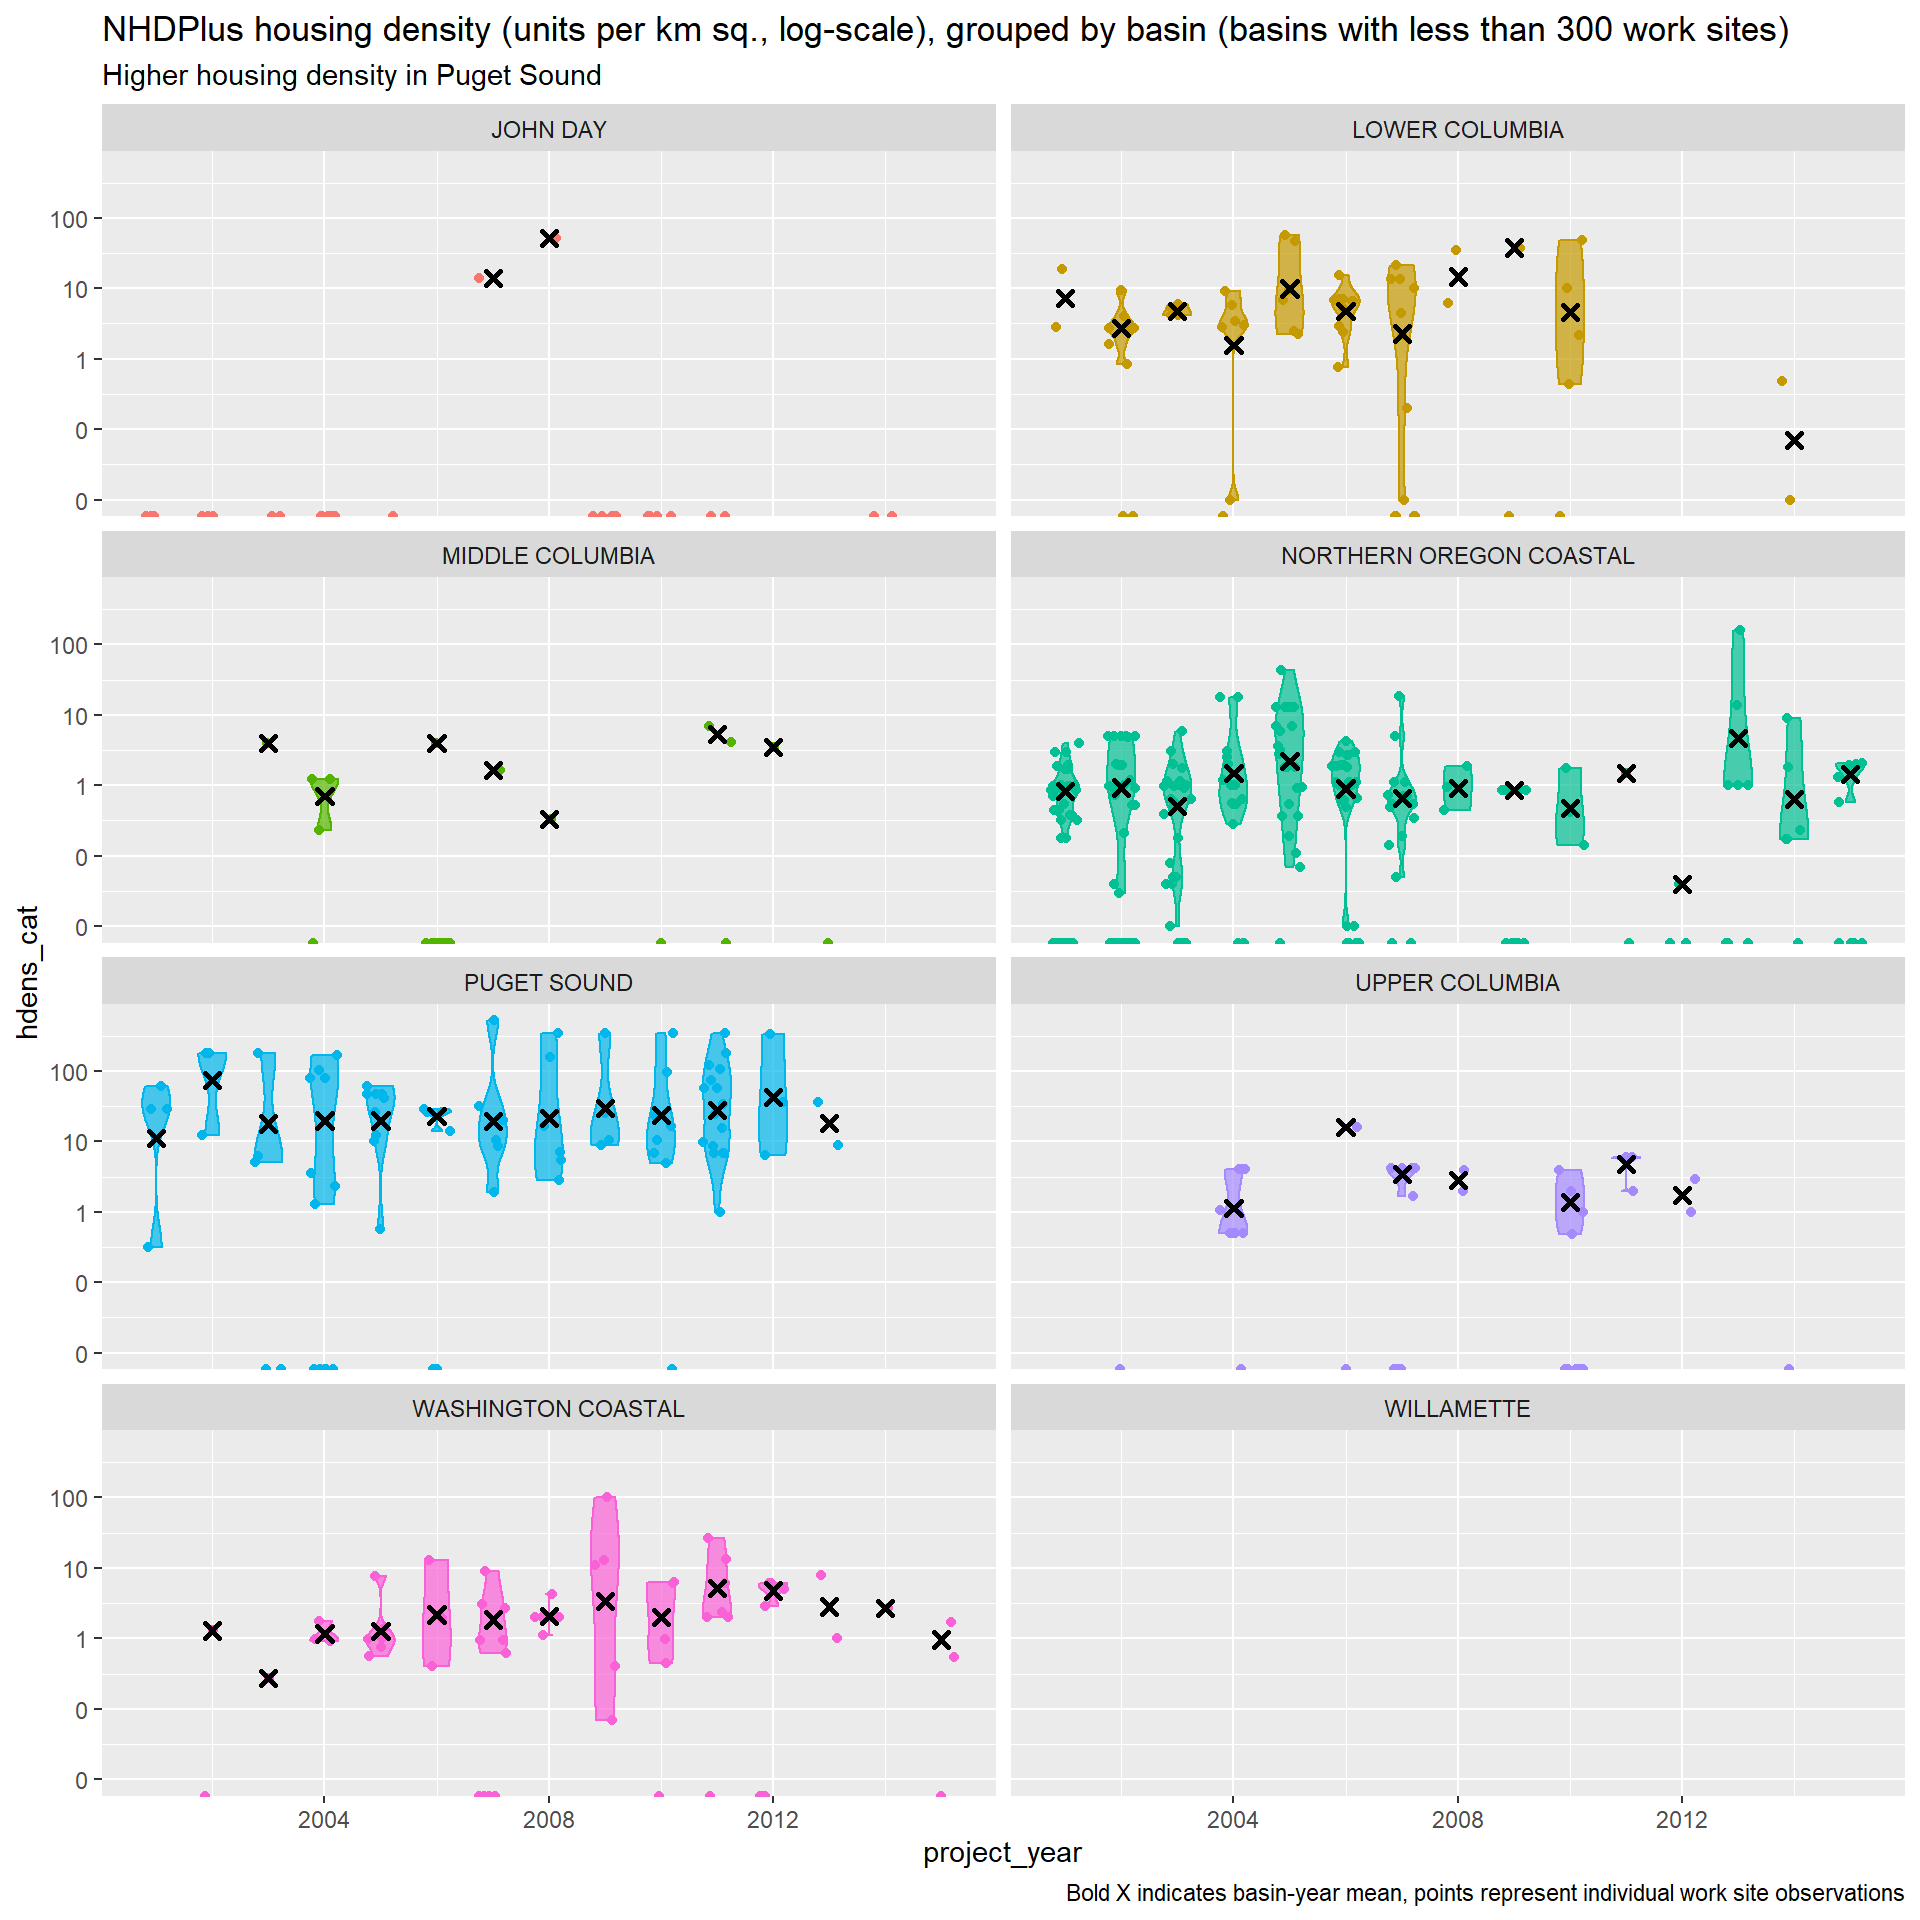 NHDPlus housing density (units per km sq., log-scale), grouped by basin (basins with less than 300 work sites)
Higher housing density in Puget Sound
JOHN DAY
LOWER COLUMBIA
100
10
1
0
0
MIDDLE COLUMBIA
NORTHERN OREGON COASTAL
100
10
1
0
0
hdens_cat
PUGET SOUND
UPPER COLUMBIA
100
10
1
0
0
WASHINGTON COASTAL
WILLAMETTE
100
10
1
0
0
2004 2008 2012
2004 2008 2012
project_year
Bold X indicates basin-year mean, points represent individual work site observations